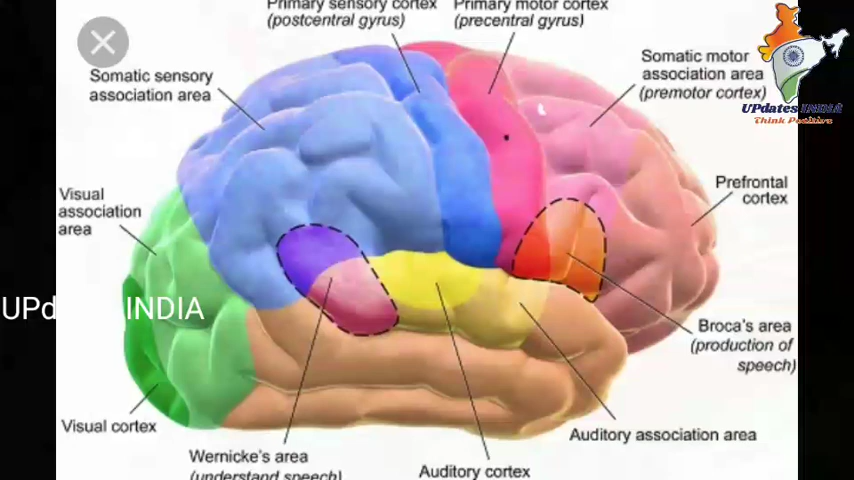 Primary sensory cortex
(postcentral gyrus)
Primary motor cortex
(precentral gyrus)
Somatic sensory
association area
Somatic motor
association area
(premotor cortex)
UPdates INDIA
Think Positive
Visual
association
area
Prefrontal
cortex
UPd INDIA
Broca's area
(production of
speech)
Visual cortex
Auditory association area
Wernicke's area
(understand speech)
Auditory cortex